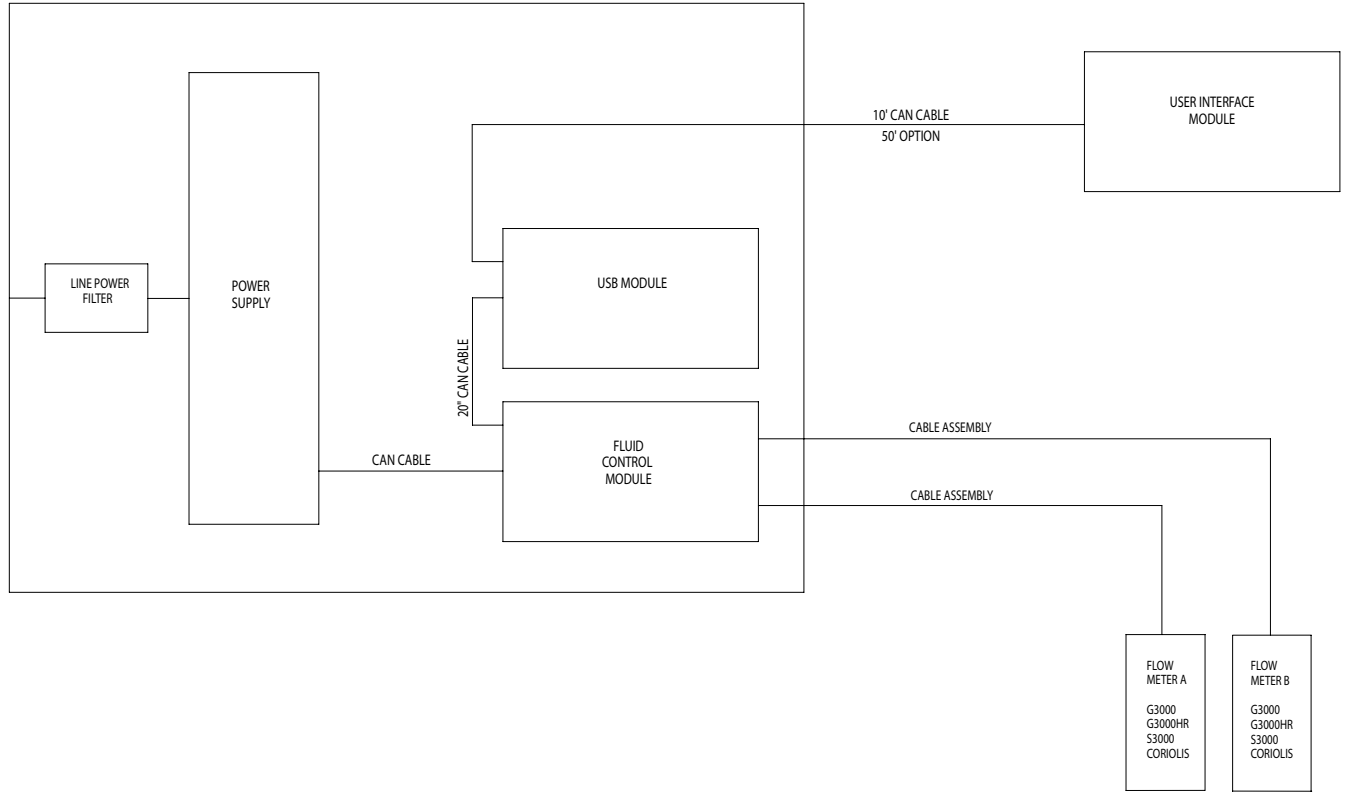 10' CAN CABLE
50' OPTION
USER INTERFACE
MODULE
LINE POWER
FILTER
POWER
SUPPLY
USB MODULE
20" CAN CABLE
CAN CABLE
FLUID
CONTROL
MODULE
CABLE ASSEMBLY
CABLE ASSEMBLY
FLOW
METER A
G3000
G3000HR
S3000
CORIOLIS
FLOW
METER B
G3000
G3000HR
S3000
CORIOLIS